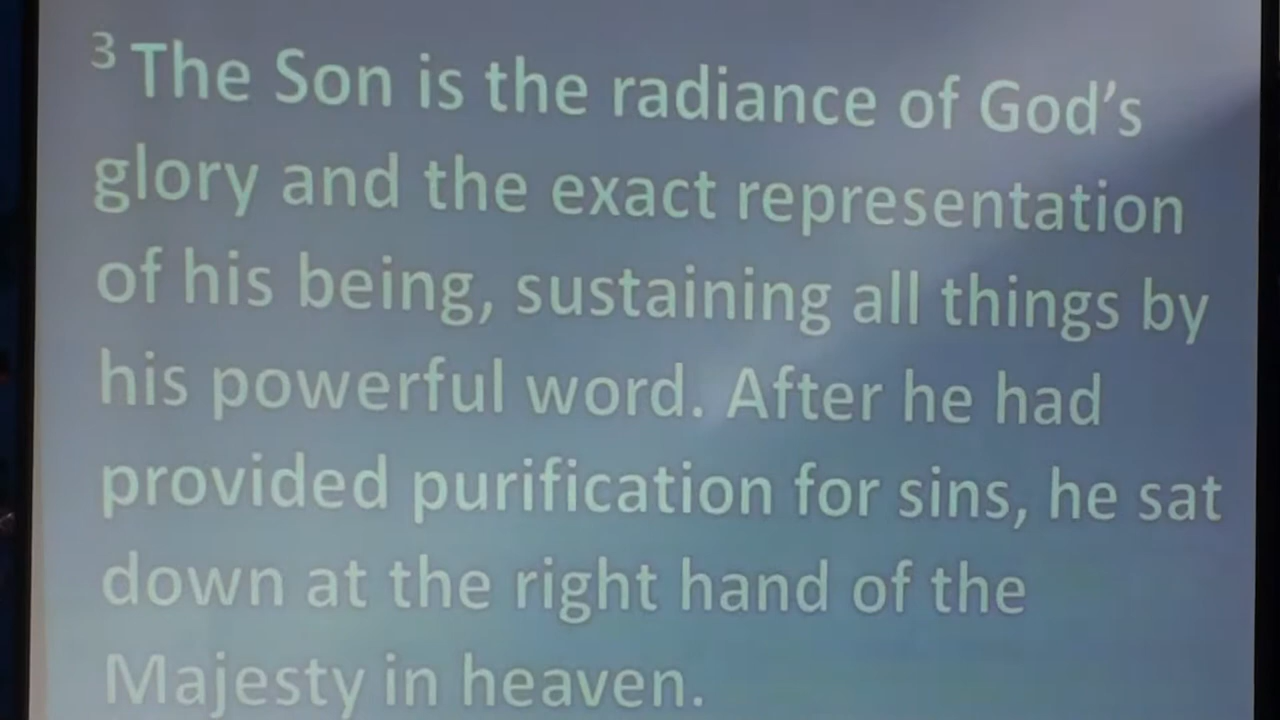 3 The Son is the radiance of God's
glory and the exact representation
of his being, sustaining all things by
his powerful word. After he had
provided purification for sins, he sat
down at the right hand of the
Majesty in heaven.